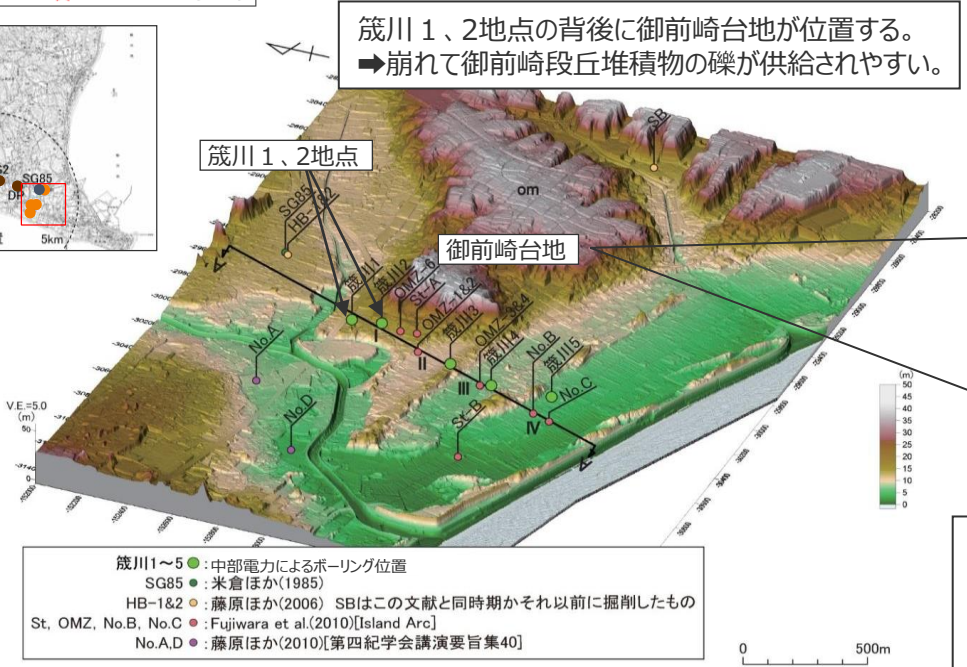 筬川1、2地点の背後に御前崎台地が位置する。
➡崩れて御前崎段丘堆積物の礫が供給されやすい。
SG85
DP
5km
筬川1、2地点
御前崎台地
om
SB
SG85
HB-1&2
筬川1
筬川2
OMZ-6
St-A
OMZ-1&2
筬川3
OMZ-3&4
筬川4
No.B
筬川5
No.C
St-B
No.A
No.D
A
A'
I
II
III
IV
V.E.=5.0
(m)
50
0
(m)
50
45
40
35
30
25
20
15
10
5
0
筬川1~5 ●:中部電力によるボーリング位置
SG85 ●:米倉ほか(1985)
HB-1&2 ●:藤原ほか(2006) SBはこの文献と同時期かそれ以前に掘削したもの
St, OMZ, No.B, No.C ●:Fujiwara et al.(2010)[Island Arc]
No.A,D ●:藤原ほか(2010)[第四紀学会講演要旨集40]
0 500m